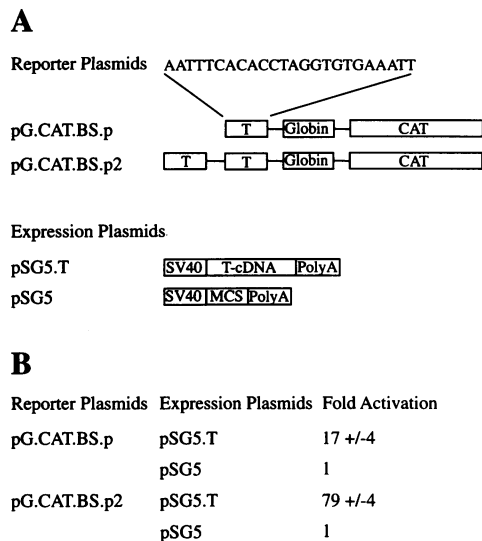 A
Reporter Plasmids AATTTCACACCTAGGTGTGAAATT
pG.CAT.BS.p T Globin CAT
pG.CAT.BS.p2 T T Globin CAT
Expression Plasmids
pSG5.T SV40 T-cDNA PolyA
pSG5 SV40 MCS PolyA
B
Reporter Plasmids Expression Plasmids Fold Activation
pG.CAT.BS.p pSG5.T 17 +/-4
pSG5 1
pG.CAT.BS.p2 pSG5.T 79 +/-4
pSG5 1